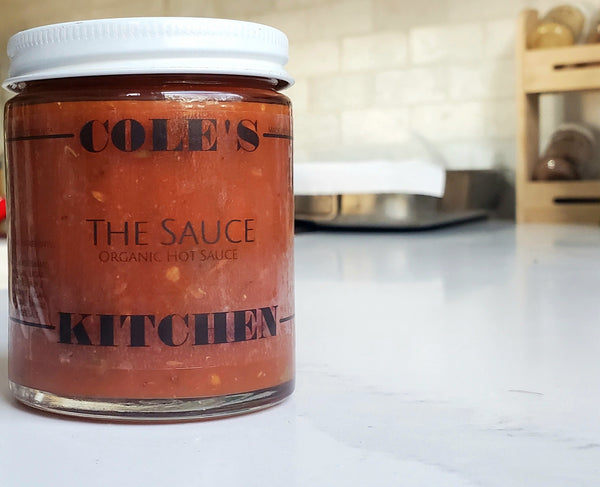 COLE'S
THE SAUCE
ORGANIC HOT SAUCE
KITCHEN